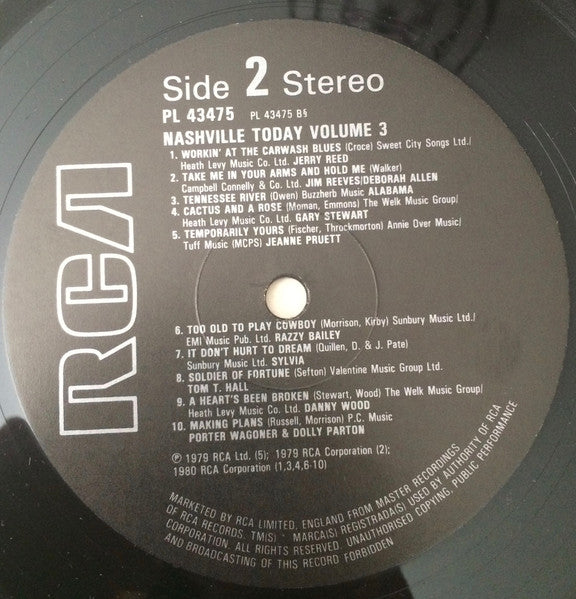 Side 2 Stereo
PL 43475 PL 43475 B§
NASHVILLE TODAY VOLUME 3
1. WORKIN' AT THE CARWASH BLUES (Croce) Sweet City Songs Ltd./
Heath Levy Music Co. Ltd. JERRY REED
2. TAKE ME IN YOUR ARMS AND HOLD ME (Walker)
Campbell Connelly & Co. Ltd. JIM REEVES/DEBORAH ALLEN
3. TENNESSEE RIVER (Owen) Buzzherb Music ALABAMA
4. CACTUS AND A ROSE (Moman, Emmons) The Welk Music Group/
Heath Levy Music Co. Ltd. GARY STEWART
5. TEMPORARILY YOURS (Fischer, Throckmorton) Annie Over Music/
Tuff Music (MCPS) JEANNE PRUETT
RCA
6. TOO OLD TO PLAY COWBOY (Morrison, Kirby) Sunbury Music Ltd./
EMI Music Pub. Ltd. RAZZY BAILEY
7. IT DON'T HURT TO DREAM (Quillen, D. & J. Pate)
Sunbury Music Ltd. SYLVIA
8. SOLDIER OF FORTUNE (Sefton) Valentine Music Group Ltd.
TOM T. HALL
9. A HEART'S BEEN BROKEN (Stewart, Wood) The Welk Music Group/
Heath Levy Music Co. Ltd. DANNY WOOD
10. MAKING PLANS (Russell, Morrison) P.C. Music
PORTER WAGONER & DOLLY PARTON
℗ 1979 RCA Ltd. (5); 1979 RCA Corporation (2);
1980 RCA Corporation (1,3,4,6-10)
MARKETED BY RCA LIMITED, ENGLAND FROM MASTER RECORDINGS
OF RCA RECORDS. TM(S) ® MARCA(S) REGISTRADA(S) USED BY AUTHORITY OF RCA
CORPORATION. ALL RIGHTS RESERVED. UNAUTHORISED COPYING, PUBLIC PERFORMANCE
AND BROADCASTING OF THIS RECORD FORBIDDEN